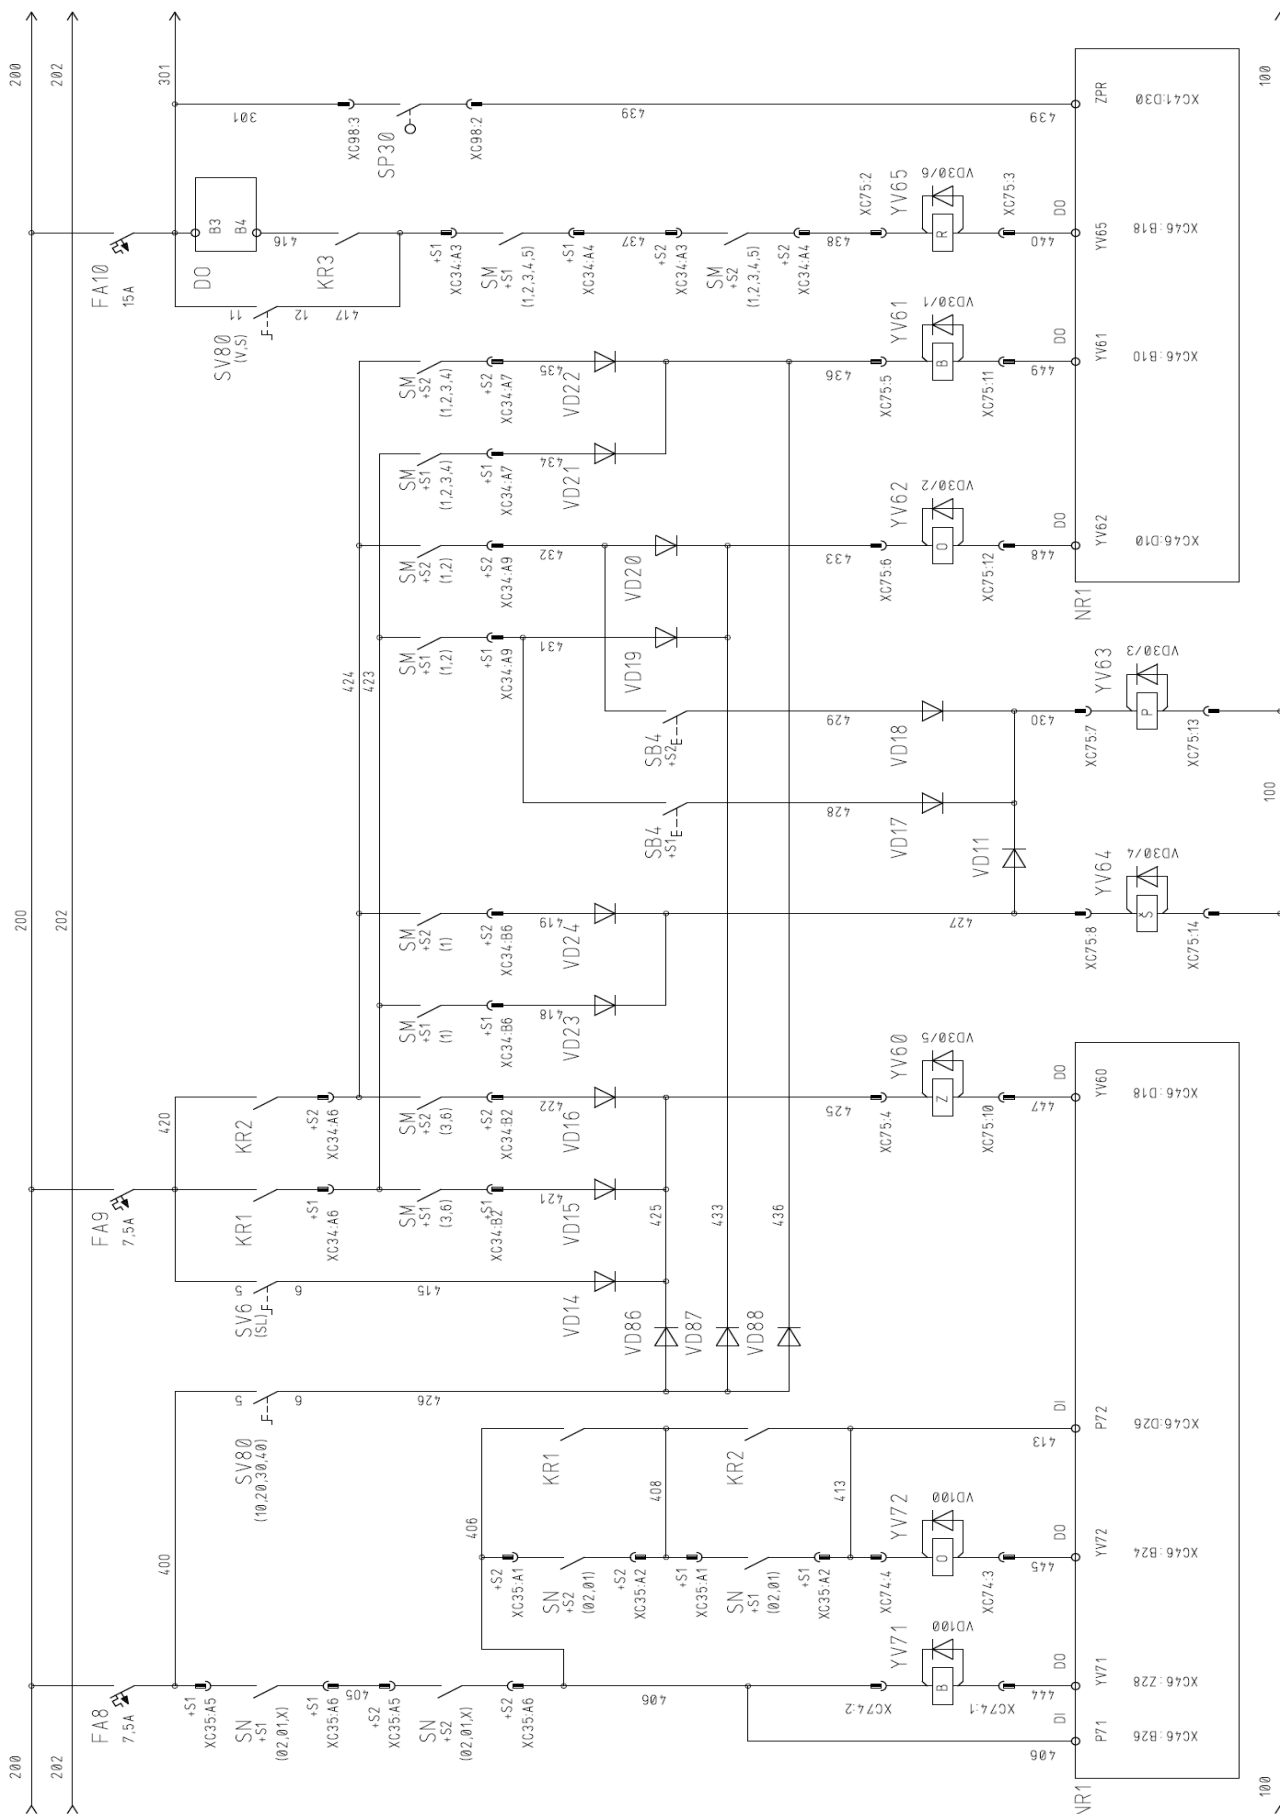 200
202
301
100
301
XC98:3
SP30
XC98:2
439
439
ZPR
XC41:D30
FA10
15A
DO
B3
B4
416
KR3
+S1
XC34:A3
SM
+S1
(1,2,3,4,5)
+S1
XC34:A4
437
+S2
XC34:A3
SM
+S2
(1,2,3,4,5)
+S2
XC34:A4
438
XC75:2
YV65
R
VD30/6
XC75:3
440
DO
YV65
XC46:B18
SV80
(V,S)
11
12
417
SM
+S2
(1,2,3,4)
+S2
XC34:A7
435
VD22
436
XC75:5
YV61
B
VD30/1
XC75:11
449
DO
YV61
XC46:B10
SM
+S1
(1,2,3,4)
+S1
XC34:A7
434
VD21
SM
+S2
(1,2)
+S2
XC34:A9
432
VD20
433
XC75:6
YV62
O
VD30/2
XC75:12
448
DO
YV62
XC46:D10
NR1
424
423
SM
+S1
(1,2)
+S1
XC34:A9
431
VD19
SB4
+S2
429
VD18
430
XC75:7
YV63
P
VD30/3
XC75:13
SB4
+S1
428
VD17
VD11
100
200
202
SM
+S2
(1)
+S2
XC34:B6
419
VD24
427
XC75:8
YV64
Š
VD30/4
XC75:14
SM
+S1
(1)
+S1
XC34:B6
418
VD23
420
KR2
+S2
XC34:A6
SM
+S2
(3,6)
+S2
XC34:B2
422
VD16
425
XC75:4
YV60
Z
VD30/5
XC75:10
447
DO
YV60
XC46:D18
FA9
7,5A
KR1
+S1
XC34:A6
SM
+S1
(3,6)
+S1
XC34:B2
421
VD15
425
433
436
SV6
(SL)
5
6
415
VD14
VD86
VD87
VD88
SV80
(10,20,30,40)
5
6
426
400
406
KR1
408
KR2
413
413
DI
P72
XC46:D26
+S2
XC35:A1
SN
+S2
(02,01)
+S2
XC35:A2
+S1
XC35:A1
SN
+S1
(02,01)
+S1
XC35:A2
XC74:4
YV72
O
VD100
XC74:3
445
DO
YV72
XC46:B24
FA8
7,5A
+S1
XC35:A5
SN
+S1
(02,01,X)
+S1
XC35:A6
405
+S2
XC35:A5
SN
+S2
(02,01,X)
+S2
XC35:A6
406
XC74:2
YV71
B
VD100
XC74:1
444
DO
YV71
XC46:Z28
406
DI
P71
XC46:B26
NR1
200
202
100